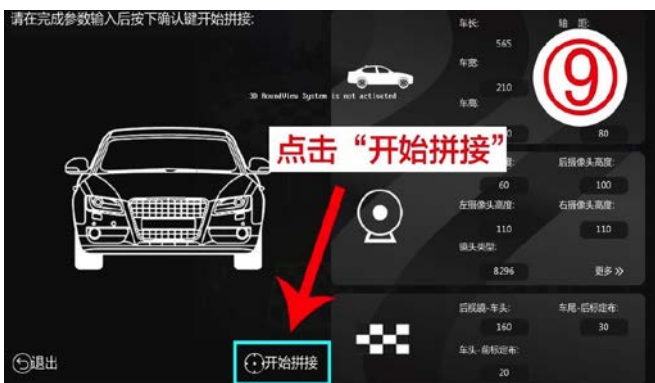 请在完成参数输入后按下确认键开始拼接:
3D RoundView System is not actived
车长:
轴 距:
565
⑨
车宽:
210
车高:
80
点击“开始拼接”
后摄像头高度:
60
100
左摄像头高度:
右摄像头高度:
110
110
镜头类型:
8296
更多 »
后视镜-车头:
车尾-后标定布:
160
30
车头-前标定布:
20
退出
开始拼接